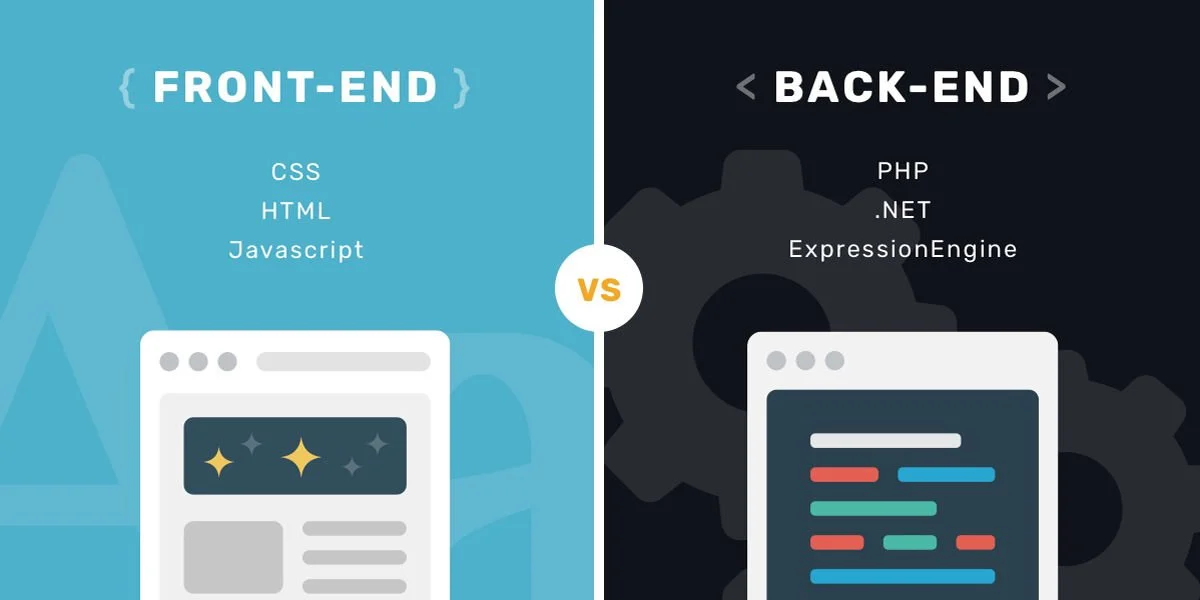 { FRONT-END }
CSS
HTML
Javascript
VS
< BACK-END >
PHP
.NET
ExpressionEngine